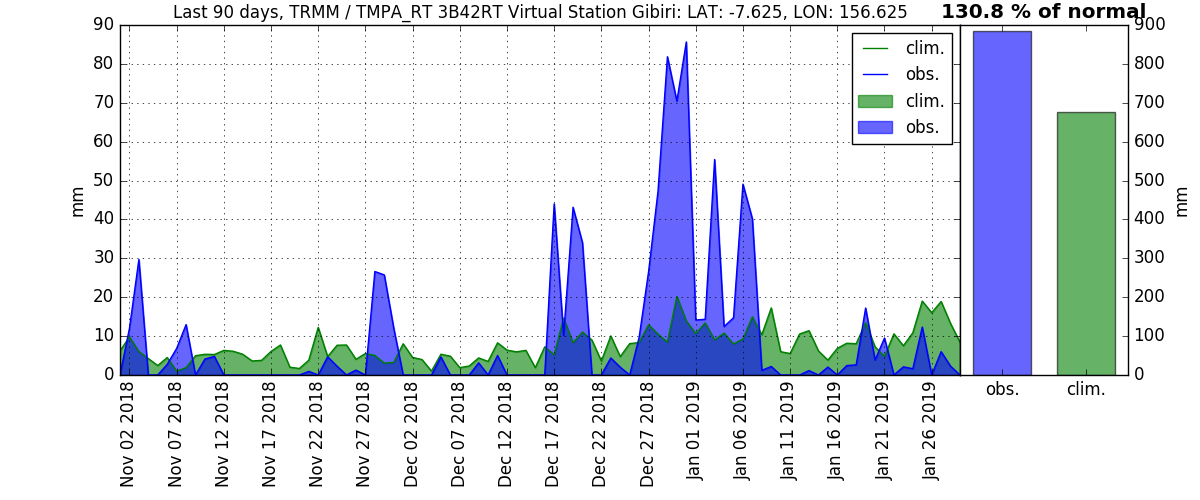 Last 90 days, TRMM / TMPA_RT 3B42RT Virtual Station Gibiri: LAT: -7.625, LON: 156.625
130.8 % of normal
90
80
70
60
50
40
30
20
10
0
mm
clim.
obs.
clim.
obs.
900
800
700
600
500
400
300
200
100
0
mm
Nov 02 2018
Nov 07 2018
Nov 12 2018
Nov 17 2018
Nov 22 2018
Nov 27 2018
Dec 02 2018
Dec 07 2018
Dec 12 2018
Dec 17 2018
Dec 22 2018
Dec 27 2018
Jan 01 2019
Jan 06 2019
Jan 11 2019
Jan 16 2019
Jan 21 2019
Jan 26 2019
obs.
clim.